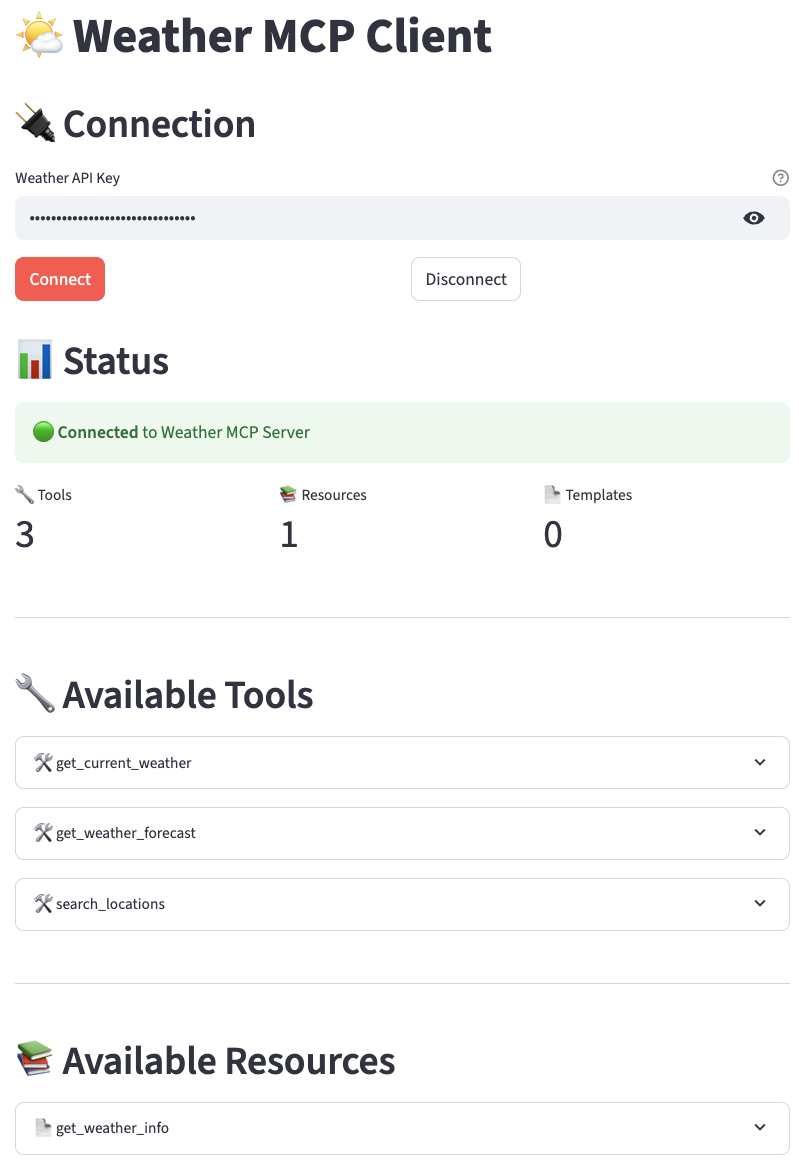 Weather MCP Client
Connection
Weather API Key
•••••••••••••••••••••••••••••••
Connect
Disconnect
Status
Connected to Weather MCP Server
Tools
Resources
Templates
3
1
0
Available Tools
get_current_weather
get_weather_forecast
search_locations
Available Resources
get_weather_info